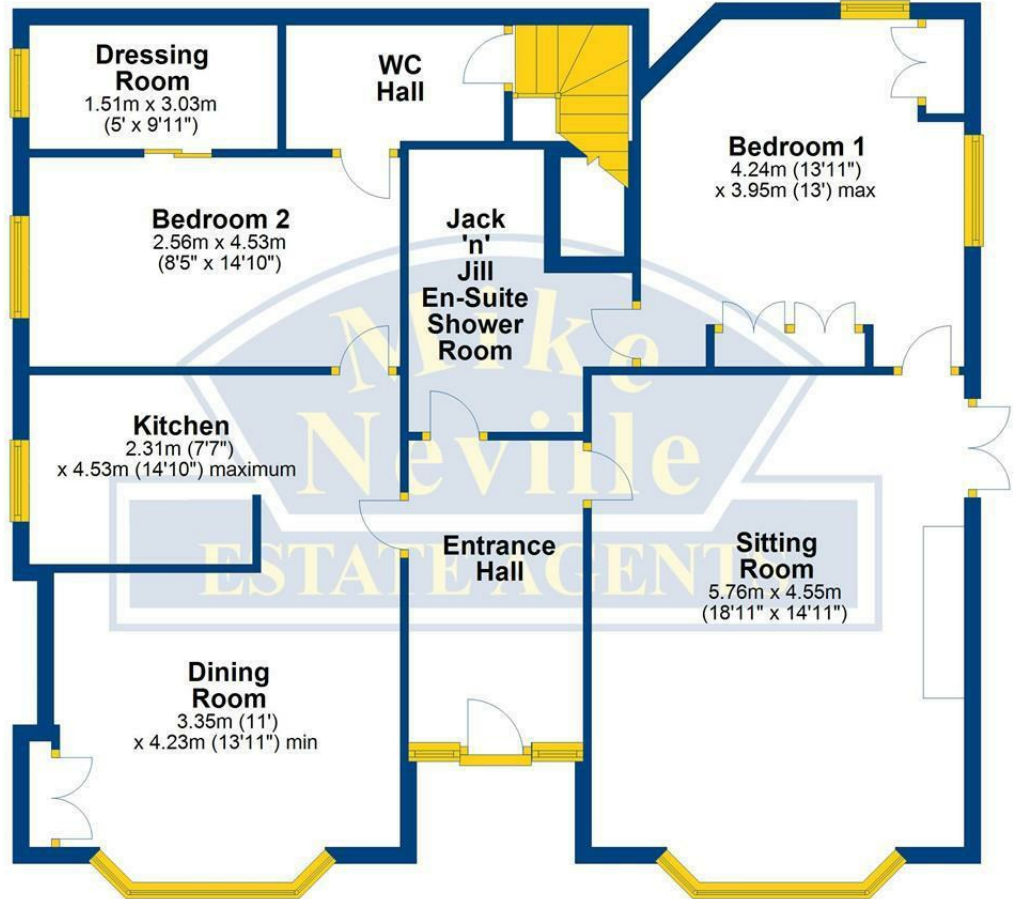 Dressing
Room
1.51m x 3.03m
(5' x 9'11")
WC
Hall
Bedroom 1
4.24m (13'11")
x 3.95m (13') max
Bedroom 2
2.56m x 4.53m
(8'5" x 14'10")
Jack
'n'
Jill
En-Suite
Shower
Room
Kitchen
2.31m (7'7")
x 4.53m (14'10") maximum
Entrance
Hall
Sitting
Room
5.76m x 4.55m
(18'11" x 14'11")
Dining
Room
3.35m (11')
x 4.23m (13'11") min
Mike
Neville
ESTATE AGENTS